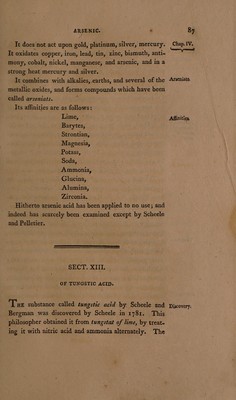 ARSENIC. 87
It does not act upon gold, platinum, silver, mercury. Chap. IV.
It oxidates copper, iron, lead, tin, zinc, bismuth, anti-
mony, cobalt, nickel, manganese, and arsenic, and in a
strong heat mercury and silver.
It combines with alkalies, earths, and several of the Arseniats.
metallic oxides, and forms compounds which have been
called arseniats.
Its affinities are as follows:
Lime, Affinities.
Barytes,
Strontian,
Magnesia,
Potass,
Soda,
Ammonia,
Glucina,
Alumina,
Zirconia.
Hitherto arsenic acid has been applied to no use; and
indeed has scarcely been examined except by Scheele
and Pelletier.
SECT. XIII.
OF TUNGSTIC ACID.
THE substance called tungstic acid by Scheele and Discovery.
Bergman was discovered by Scheele in 1781. This
philosopher obtained it from tungstat of lime, by treat-
ing it with nitric acid and ammonia alternately. The